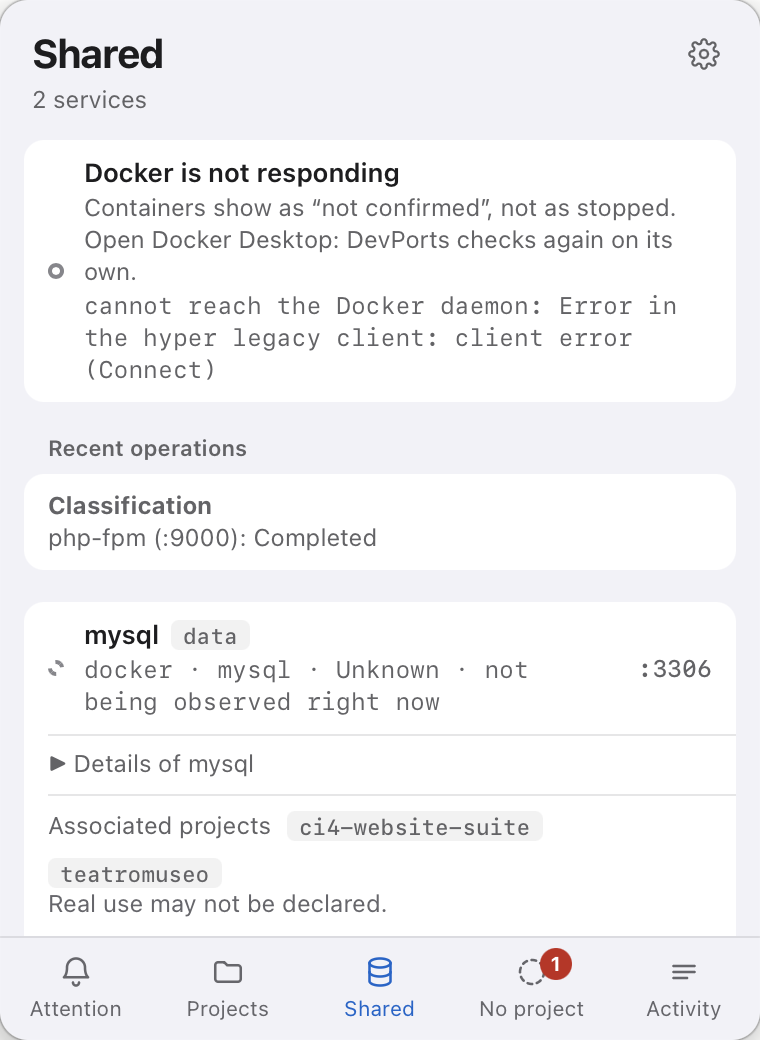 Shared
2 services
Docker is not responding
Containers show as “not confirmed”, not as stopped.
Open Docker Desktop: DevPorts checks again on its
own.
cannot reach the Docker daemon: Error in
the hyper legacy client: client error
(Connect)
Recent operations
Classification
php-fpm (:9000): Completed
mysql data
docker · mysql · Unknown · not
being observed right now
:3306
Details of mysql
Associated projects ci4-website-suite
teatromuseo
Real use may not be declared.
1
Attention Projects Shared No project Activity